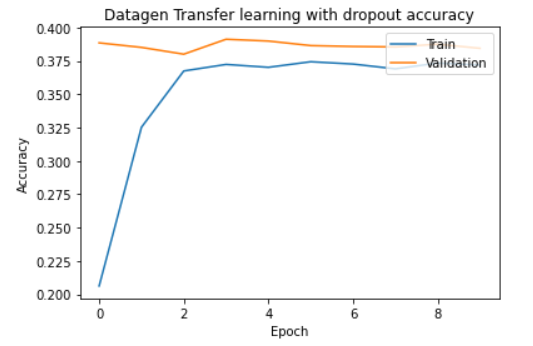 Datagen Transfer learning with dropout accuracy
0.400
0.375
0.350
0.325
0.300
0.275
0.250
0.225
0.200
Accuracy
Train
Validation
0 2 4 6 8
Epoch